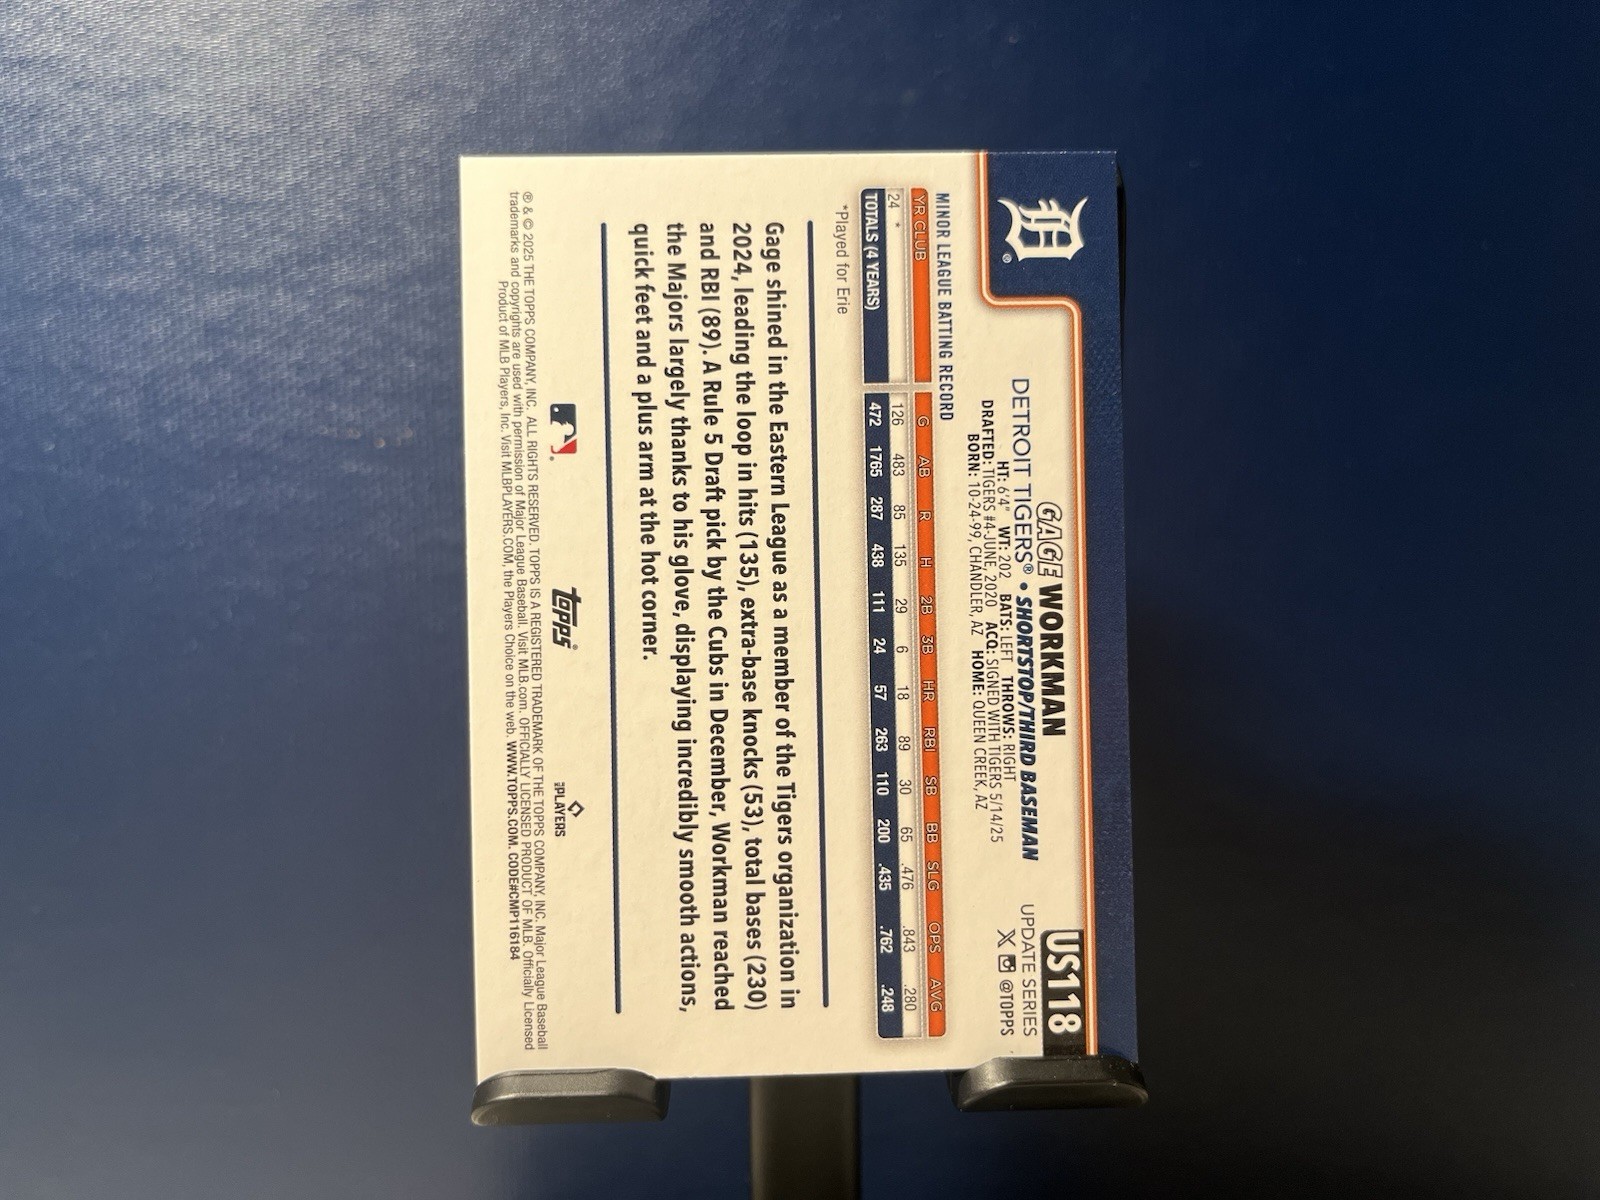 D
US118
GAGE WORKMAN
DETROIT TIGERS® • SHORTSTOP/THIRD BASEMAN
UPDATE SERIES
HT: 6'4" WT: 202 BATS: LEFT THROWS: RIGHT
X @TOPPS
DRAFTED: TIGERS #4-JUNE, 2020 ACQ: SIGNED WITH TIGERS 5/14/25
BORN: 10-24-99, CHANDLER, AZ HOME: QUEEN CREEK, AZ
MINOR LEAGUE BATTING RECORD
YR CLUB G AB R H 2B 3B HR RBI SB BB SLG OPS AVG
24 * 126 483 85 135 29 6 18 89 30 65 .476 .843 .280
TOTALS (4 YEARS) 472 1765 287 438 111 24 57 263 110 200 .435 .762 .248
*Played for Erie
Gage shined in the Eastern League as a member of the Tigers organization in
2024, leading the loop in hits (135), extra-base knocks (53), total bases (230)
and RBI (89). A Rule 5 Draft pick by the Cubs in December, Workman reached
the Majors largely thanks to his glove, displaying incredibly smooth actions,
quick feet and a plus arm at the hot corner.
topps®
MLB PLAYERS
® & © 2025 THE TOPPS COMPANY, INC. ALL RIGHTS RESERVED. TOPPS IS A REGISTERED TRADEMARK OF THE TOPPS COMPANY, INC. Major League Baseball
trademarks and copyrights are used with permission of Major League Baseball. Visit MLB.com. OFFICIALLY LICENSED PRODUCT OF MLB. Officially Licensed
Product of MLB Players, Inc. Visit MLBPLAYERS.COM, the Players Choice on the web. WWW.TOPPS.COM. CODE#CMP116184